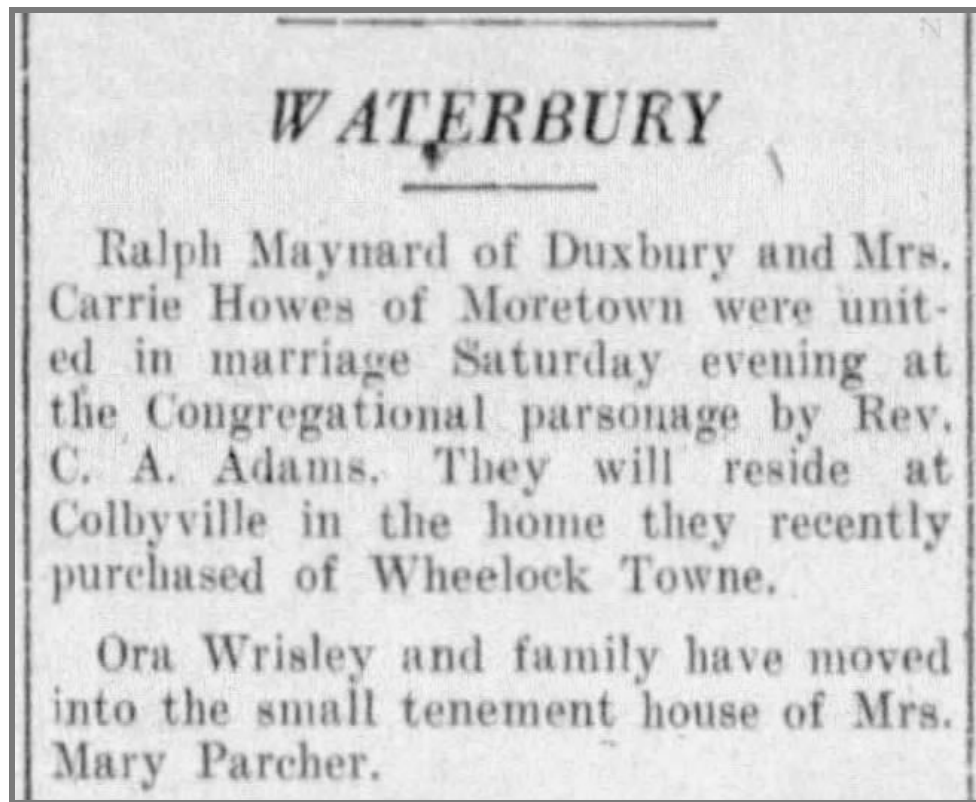 WATERBURY
Ralph Maynard of Duxbury and Mrs.
Carrie Howes of Moretown were unit-
ed in marriage Saturday evening at
the Congregational parsonage by Rev.
C. A. Adams. They will reside at
Colbyville in the home they recently
purchased of Wheelock Towne.
Ora Wrisley and family have moved
into the small tenement house of Mrs.
Mary Parcher.